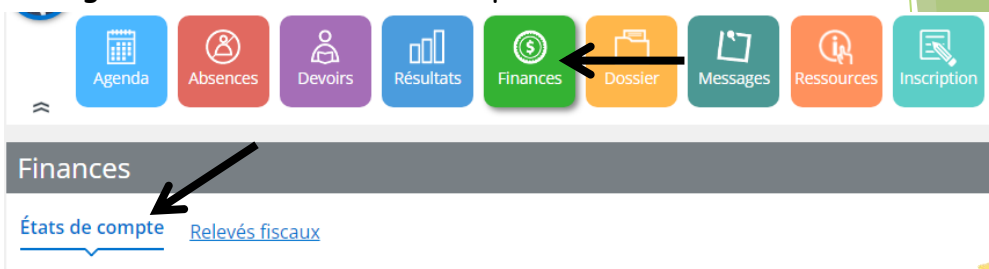 Agenda Absences Devoirs Résultats Finances Dossier Messages Ressources Inscription
Finances
États de compte Relevés fiscaux